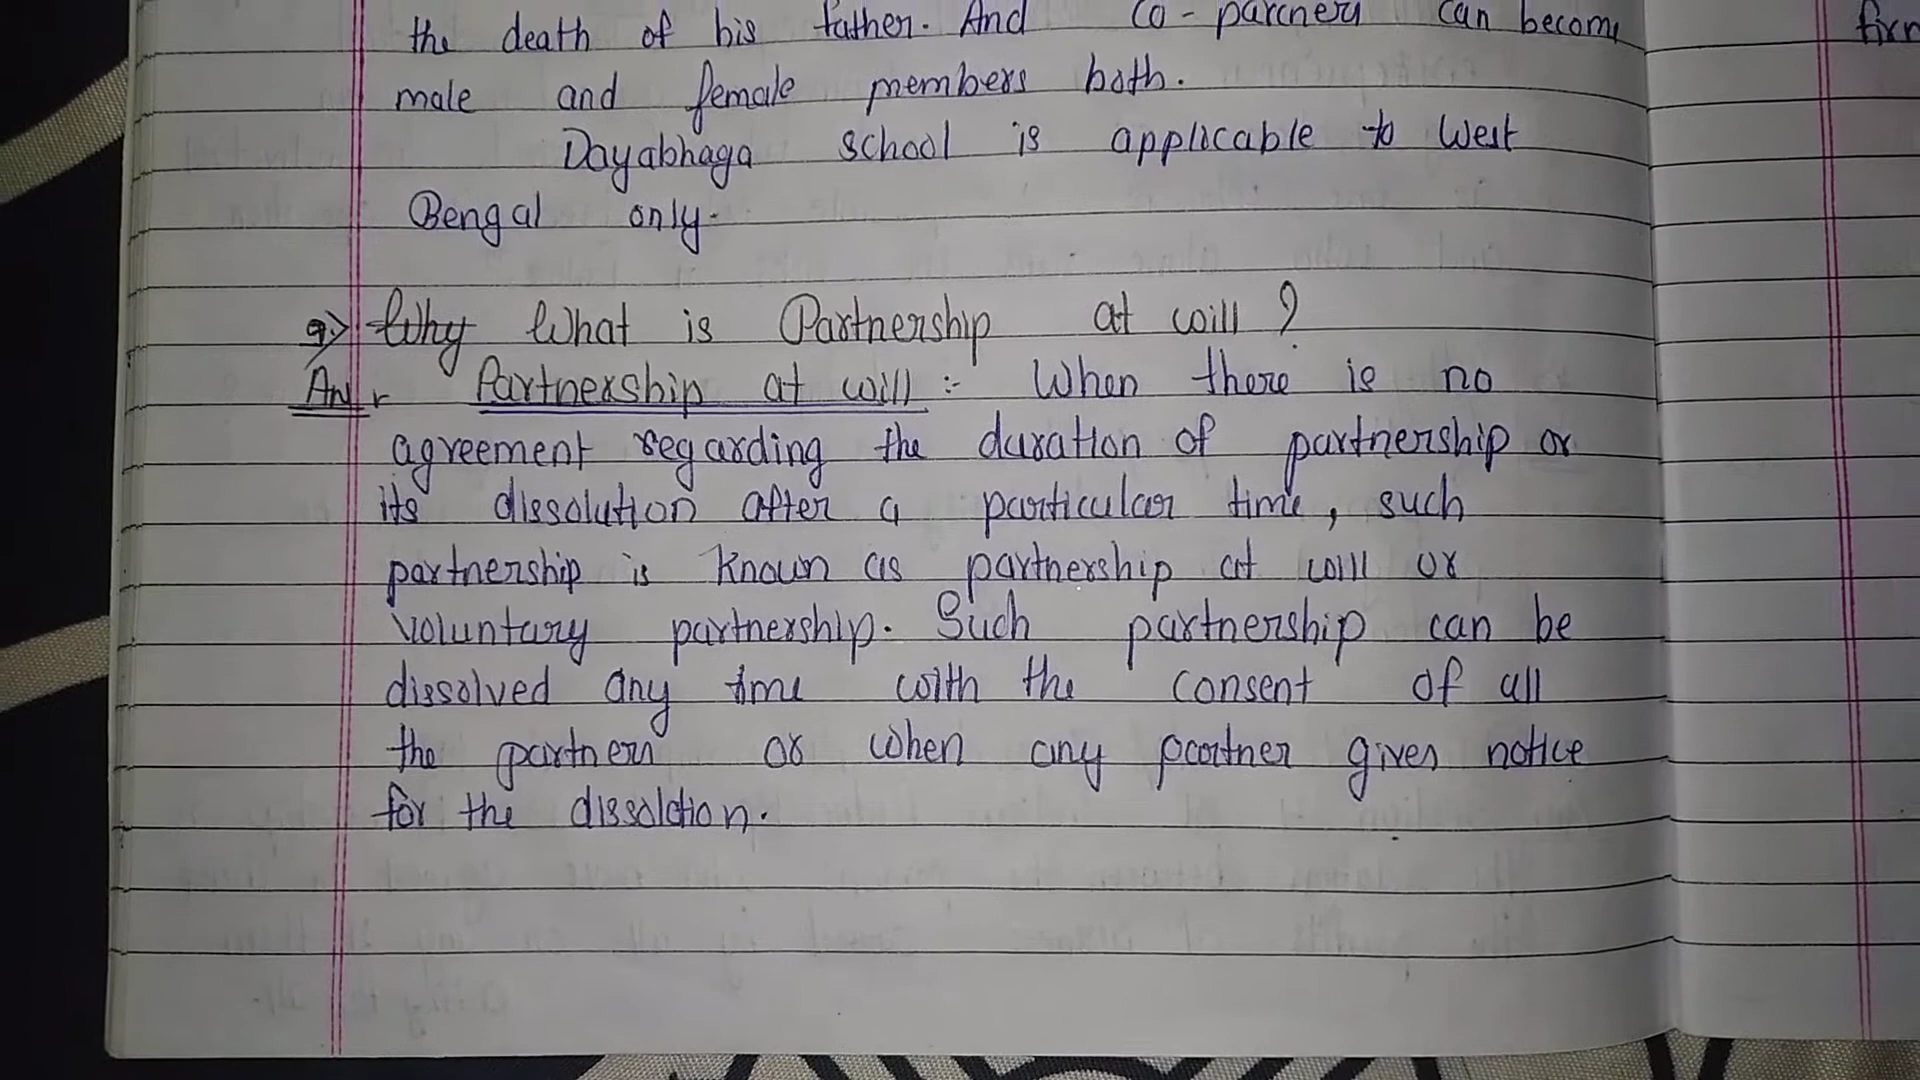 the death of his father. And co-parceners can become
male and female members both.
Dayabhaga school is applicable to West
Bengal only.
9) Why What is Partnership at will ?
Ans Partnership at will :- When there is no
agreement regarding the duration of partnership or
its dissolution after a particular time, such
partnership is known as partnership at will or
voluntary partnership. Such partnership can be
dissolved any time with the consent of all
the partners or when any partner gives notice
for the dissolction.
firm